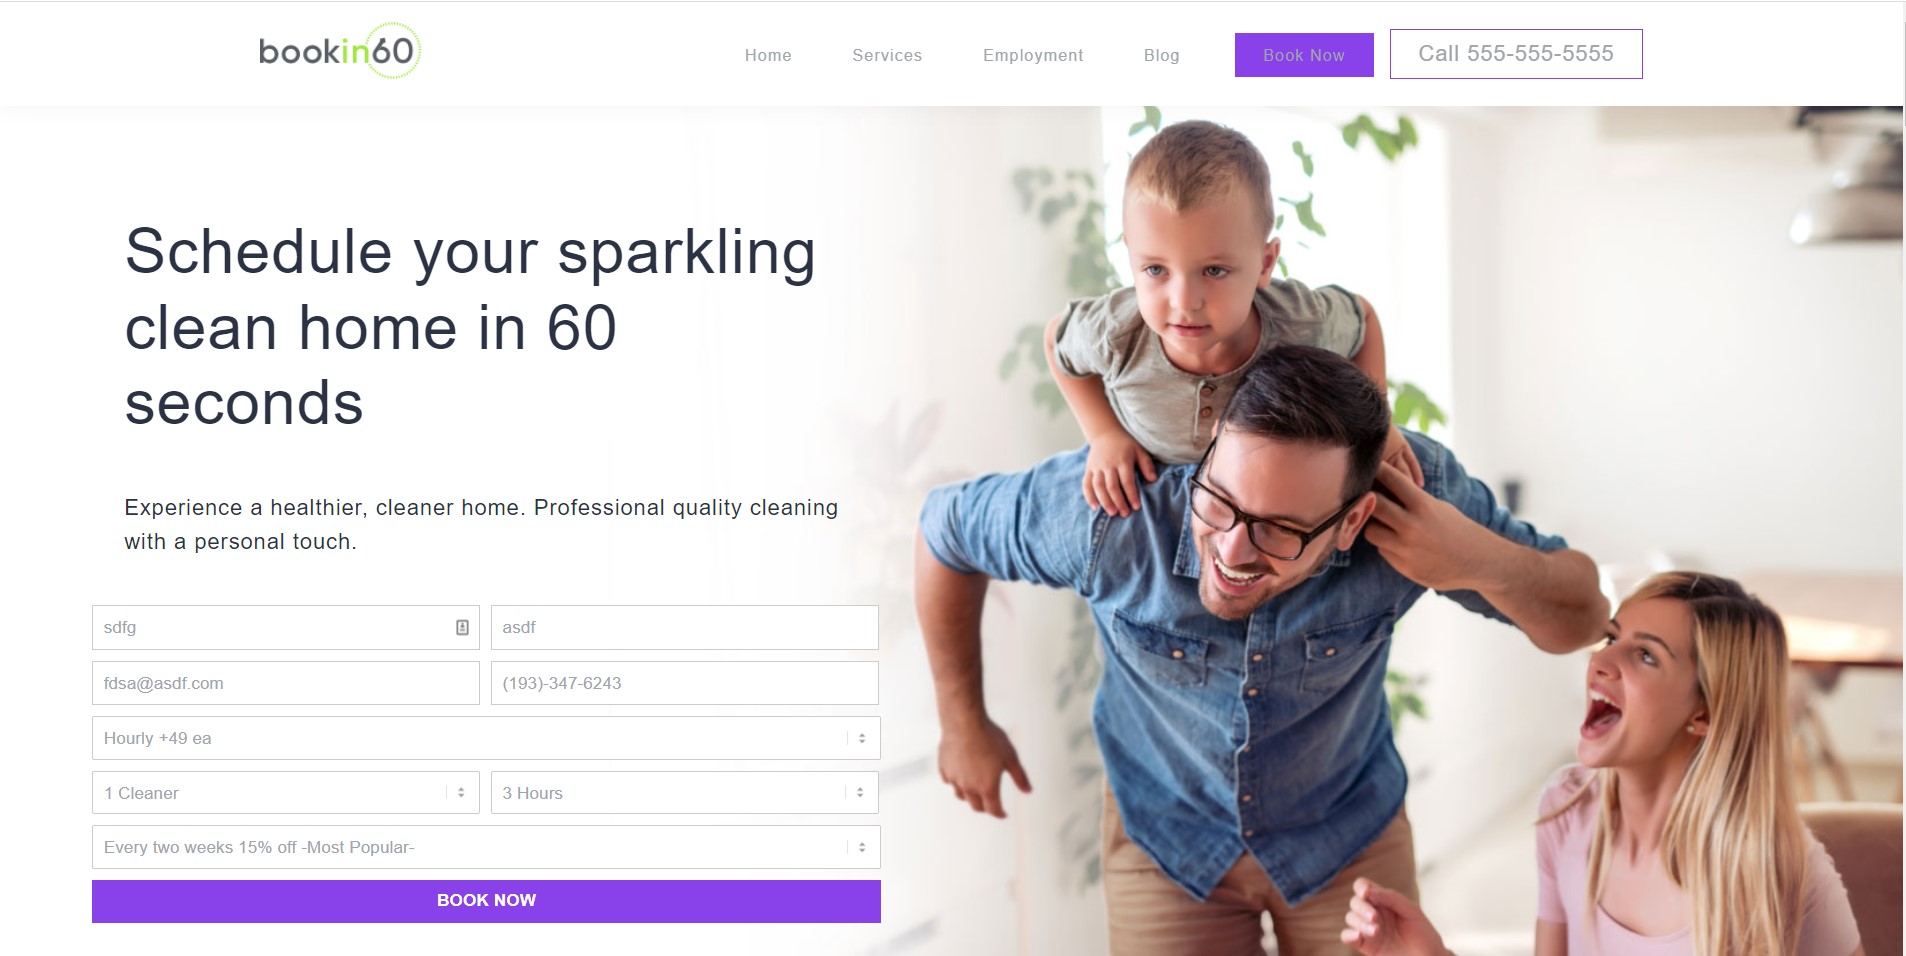 bookin60
Home Services Employment Blog Book Now Call 555-555-5555
Schedule your sparkling
clean home in 60
seconds
Experience a healthier, cleaner home. Professional quality cleaning
with a personal touch.
sdfg asdf
fdsa@asdf.com (193)-347-6243
Hourly +49 ea
1 Cleaner 3 Hours
Every two weeks 15% off -Most Popular-
BOOK NOW